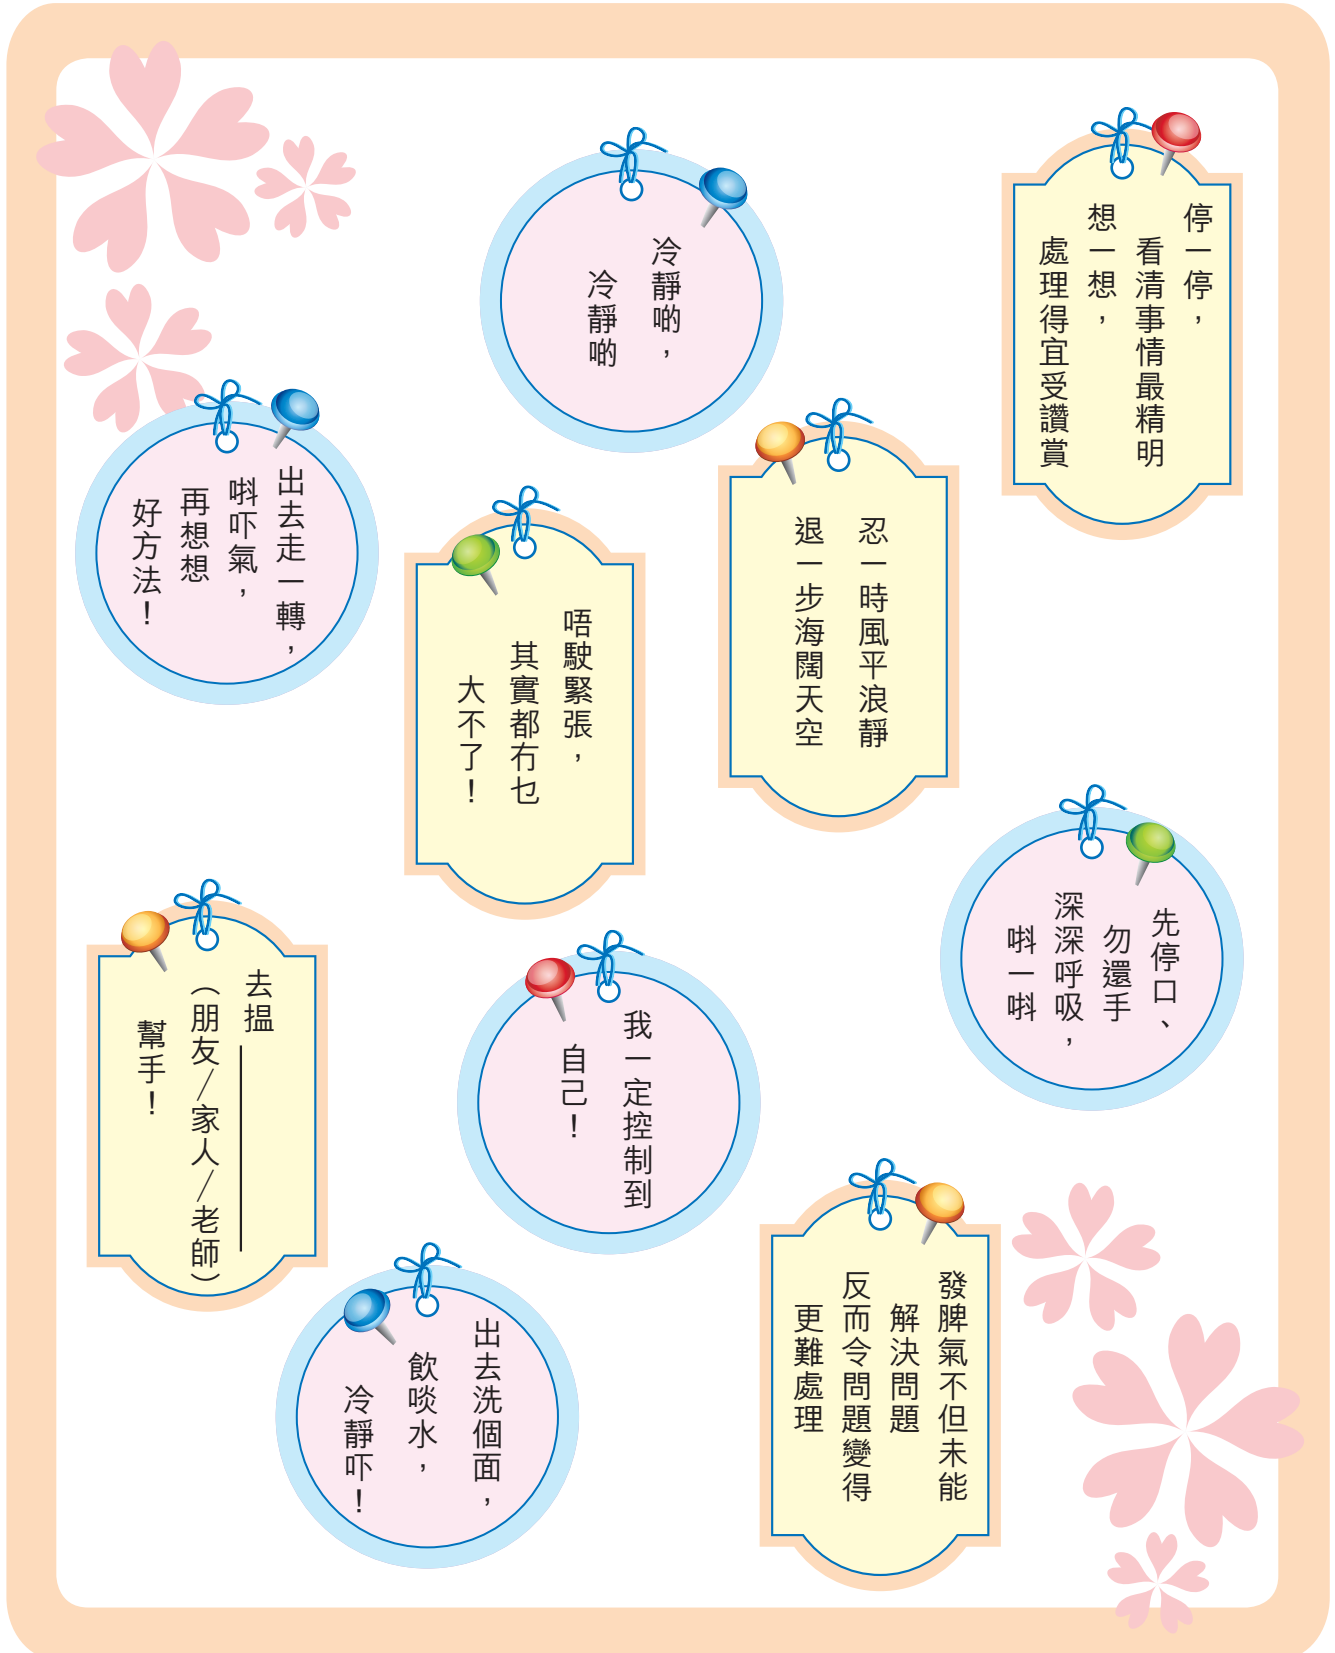 停一停，
看清事情最精明
想一想，
處理得宜受讚賞
冷靜啲，
冷靜啲
出去走一轉，
唞吓氣，
再想想
好方法！
忍一時風平浪靜
退一步海闊天空
唔駛緊張，
其實都冇乜
大不了！
先停口、
勿還手
深深呼吸，
唞一唞
去搵
（朋友／家人／老師）
幫手！
我一定控制到
自己！
發脾氣不但未能
解決問題
反而令問題變得
更難處理
出去洗個面，
飲啖水，
冷靜吓！